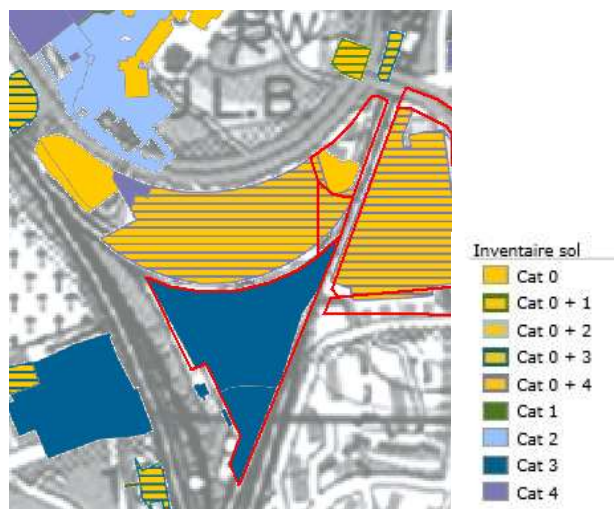 BW.
J.L.B.
Inventaire sol
Cat 0
Cat 0 + 1
Cat 0 + 2
Cat 0 + 3
Cat 0 + 4
Cat 1
Cat 2
Cat 3
Cat 4